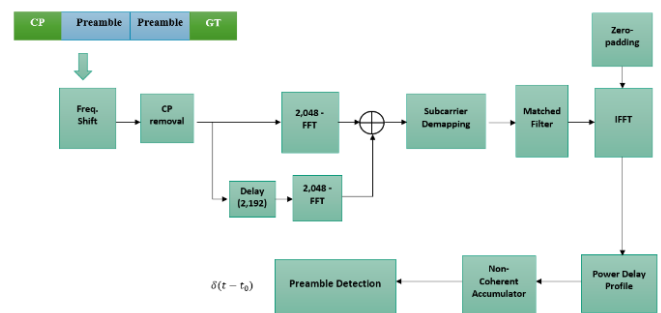 CP Preamble Preamble GT
Zero-
padding
Freq.
Shift
CP
removal
2,048 -
FFT
Subcarrier
Demapping
Matched
Filter
IFFT
Delay
(2,192)
2,048 -
FFT
δ(t − t₀)
Preamble Detection
Non-
Coherent
Accumulator
Power Delay
Profile